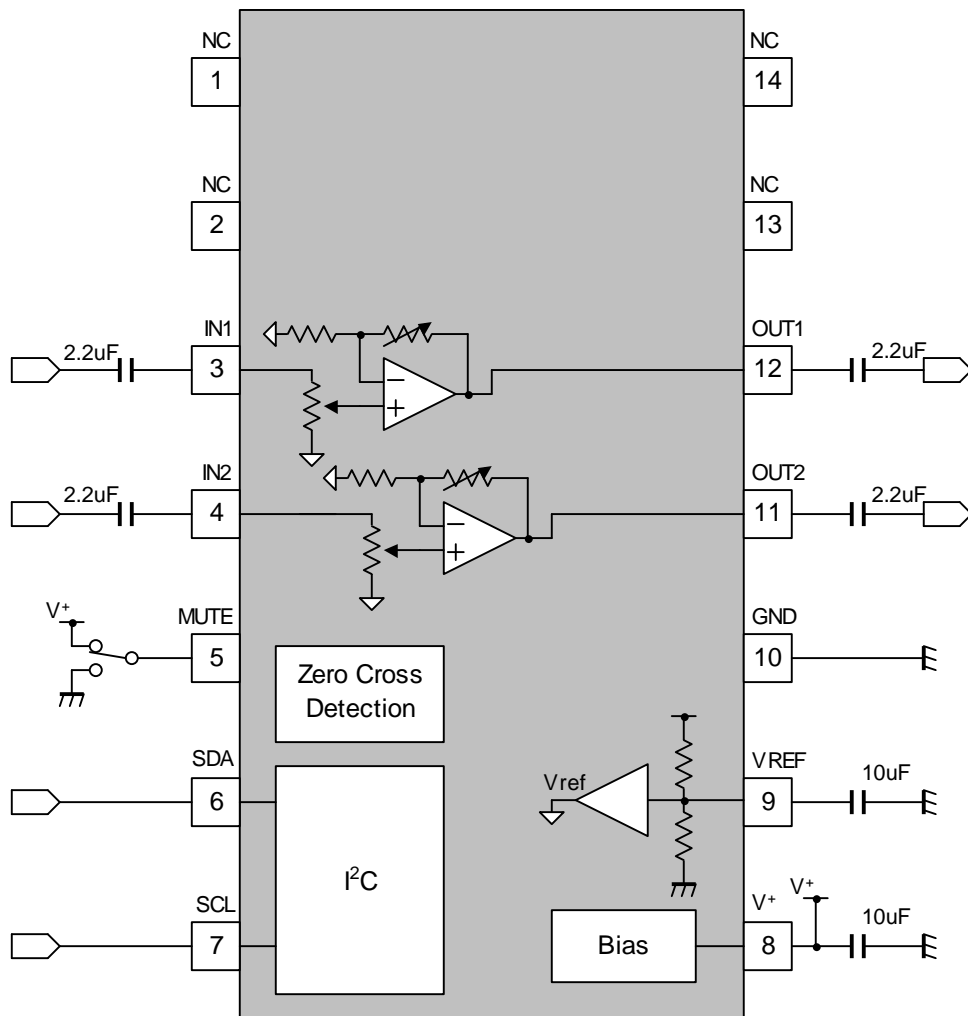 NC
1
NC
14
NC
2
NC
13
IN1
2.2uF
3
−
+
OUT1
12
2.2uF
IN2
2.2uF
4
−
+
OUT2
11
2.2uF
V+
MUTE
5
Zero Cross
Detection
GND
10
SDA
6
Vref
VREF
9
10uF
I²C
SCL
7
Bias
V+
8
V+
10uF